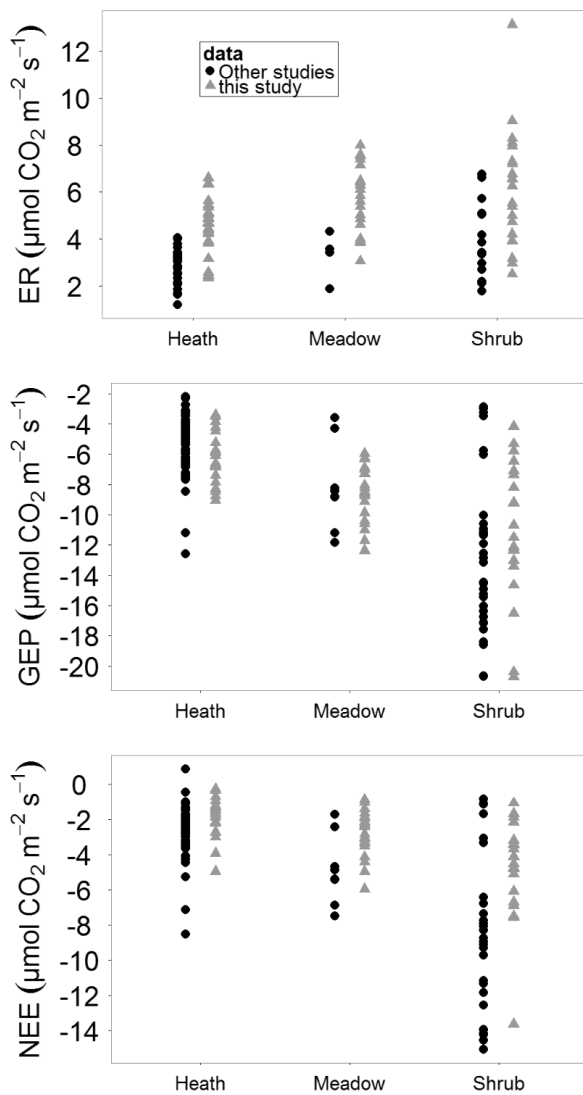 12
10
8
6
4
2
ER (µmol CO₂ m⁻² s⁻¹)
data
Other studies
this study
Heath Meadow Shrub
-2
-4
-6
-8
-10
-12
-14
-16
-18
-20
GEP (µmol CO₂ m⁻² s⁻¹)
Heath Meadow Shrub
0
-2
-4
-6
-8
-10
-12
-14
NEE (µmol CO₂ m⁻² s⁻¹)
Heath Meadow Shrub